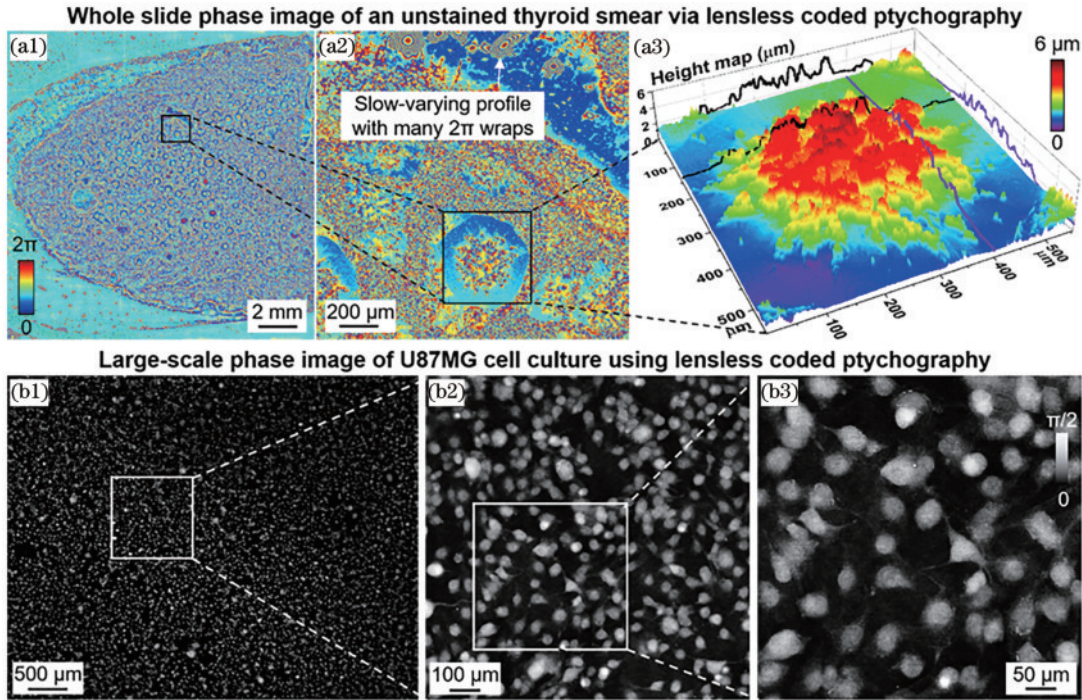 Whole slide phase image of an unstained thyroid smear via lensless coded ptychography
(a1)
2π
0
2 mm
(a2)
Slow-varying profile
with many 2π wraps
200 μm
(a3)
Height map (μm)
6
4
2
0
100
200
300
400
500
μm
100
200
300
400
500
μm
6 μm
0
Large-scale phase image of U87MG cell culture using lensless coded ptychography
(b1)
500 μm
(b2)
100 μm
(b3)
π/2
0
50 μm